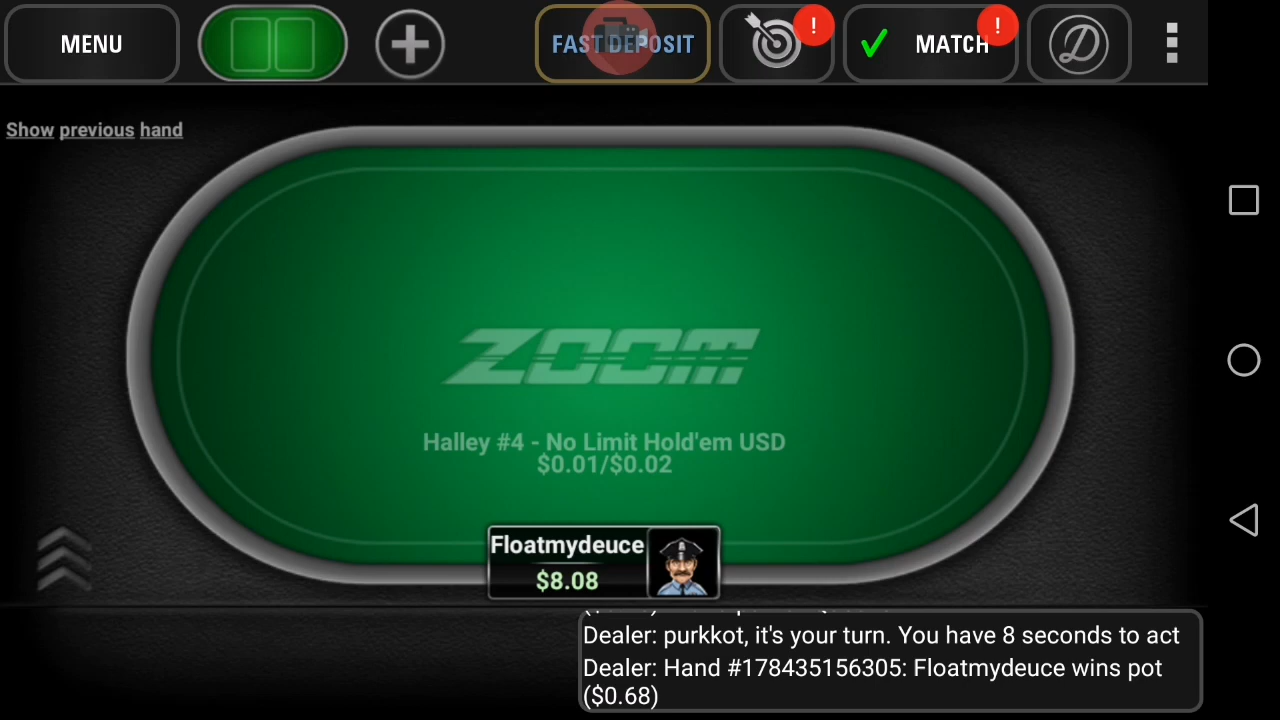 MENU
FAST DEPOSIT
!
MATCH
!
D
Show previous hand
ZOOM
Halley #4 - No Limit Hold'em USD
$0.01/$0.02
Floatmydeuce
$8.08
Dealer: purkkot, it's your turn. You have 8 seconds to act
Dealer: Hand #178435156305: Floatmydeuce wins pot
($0.68)